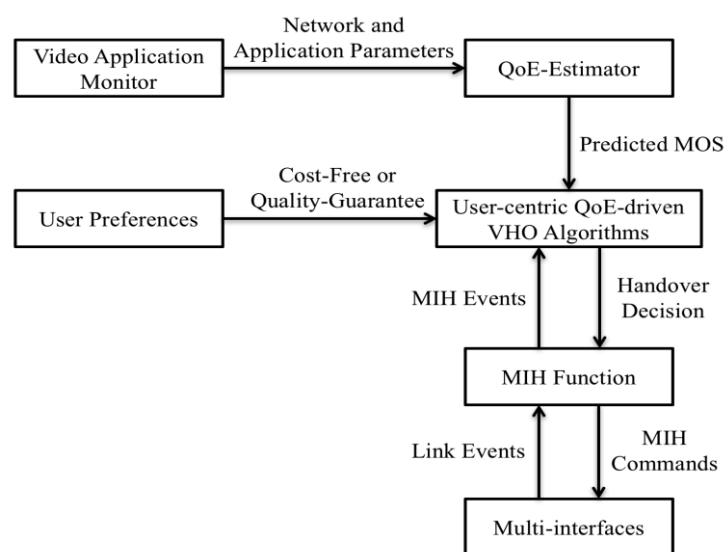 Network and
Application Parameters
Video Application
Monitor
QoE-Estimator
Predicted MOS
Cost-Free or
Quality-Guarantee
User Preferences
User-centric QoE-driven
VHO Algorithms
MIH Events
Handover
Decision
MIH Function
Link Events
MIH
Commands
Multi-interfaces